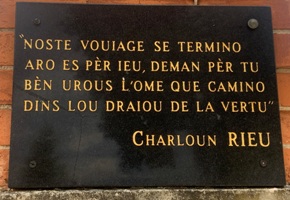 "NOSTE VOUIAGE SE TERMINO
ARO ES PÈR IEU, DEMAN PÈR TU
BÈN UROUS L'OME QUE CAMINO
DINS LOU DRAIOU DE LA VERTU"
CHARLOUN RIEU